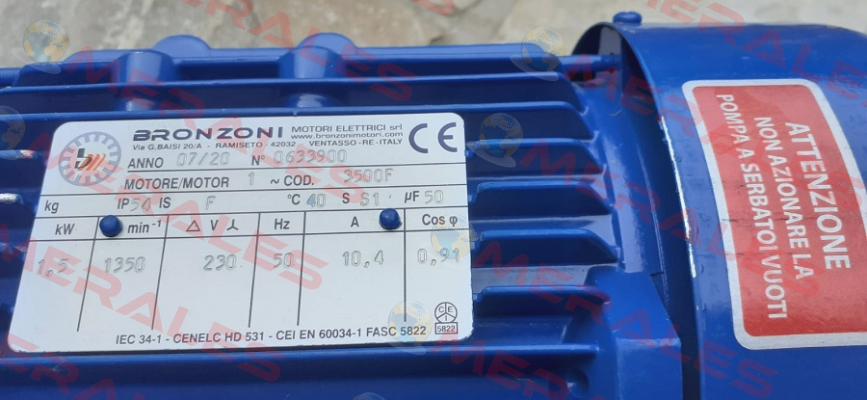 BRONZONI MOTORI ELETTRICI srl
www.bronzonimotori.com
Via G.BAISI 20/A - RAMISETO - 42032 VENTASSO - RE - ITALY
CE
ANNO 07/20 N° 0633900
MOTORE/MOTOR 1 ~ COD. 3500F
kg IP54 IS F °C 40 S S1 µF 50
kW min⁻¹ △ V Y Hz A Cos φ
1,5 1350 230 50 10,4 0,91
IEC 34-1 - CENELC HD 531 - CEI EN 60034-1 FASC 5822
CEI
5822
ATTENZIONE
NON AZIONARE LA
POMPA A SERBATOI VUOTI
MERALES